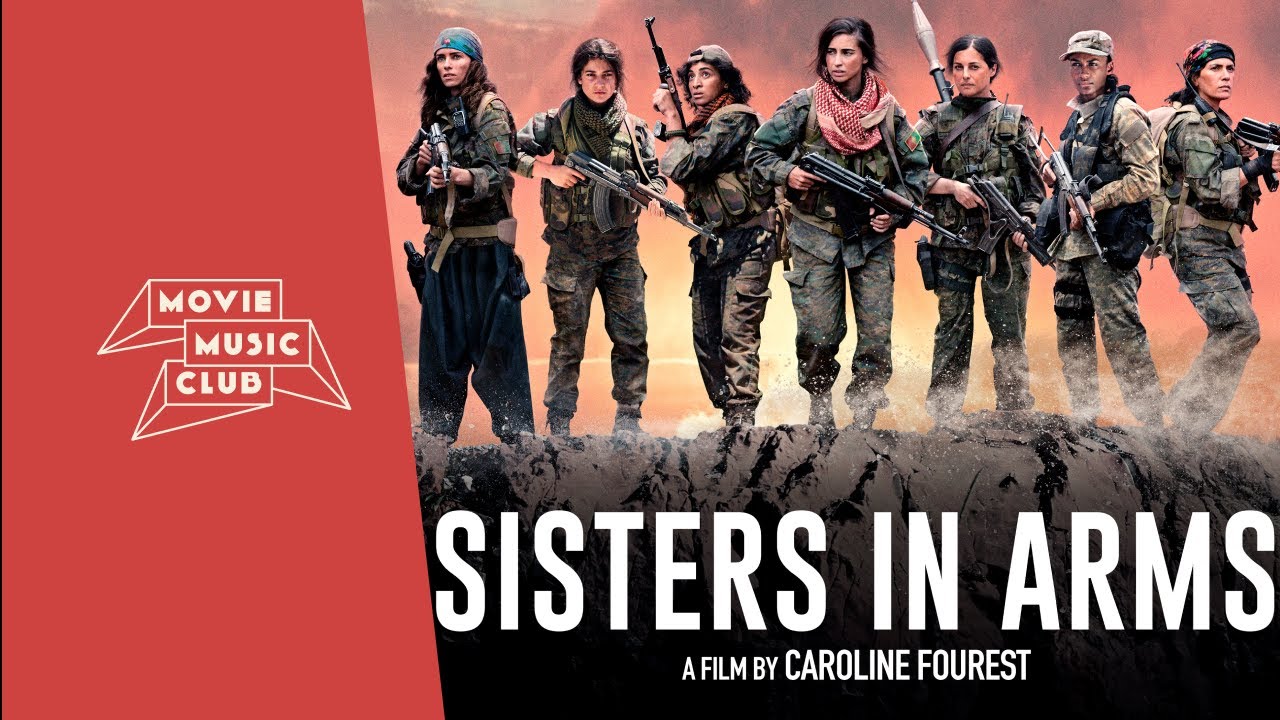 MOVIE
MUSIC
CLUB
SISTERS IN ARMS
A FILM BY CAROLINE FOUREST